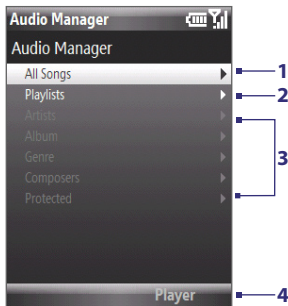 Audio Manager
Audio Manager
All Songs
1
Playlists
2
Artists
Album
Genre
3
Composers
Protected
Player
4